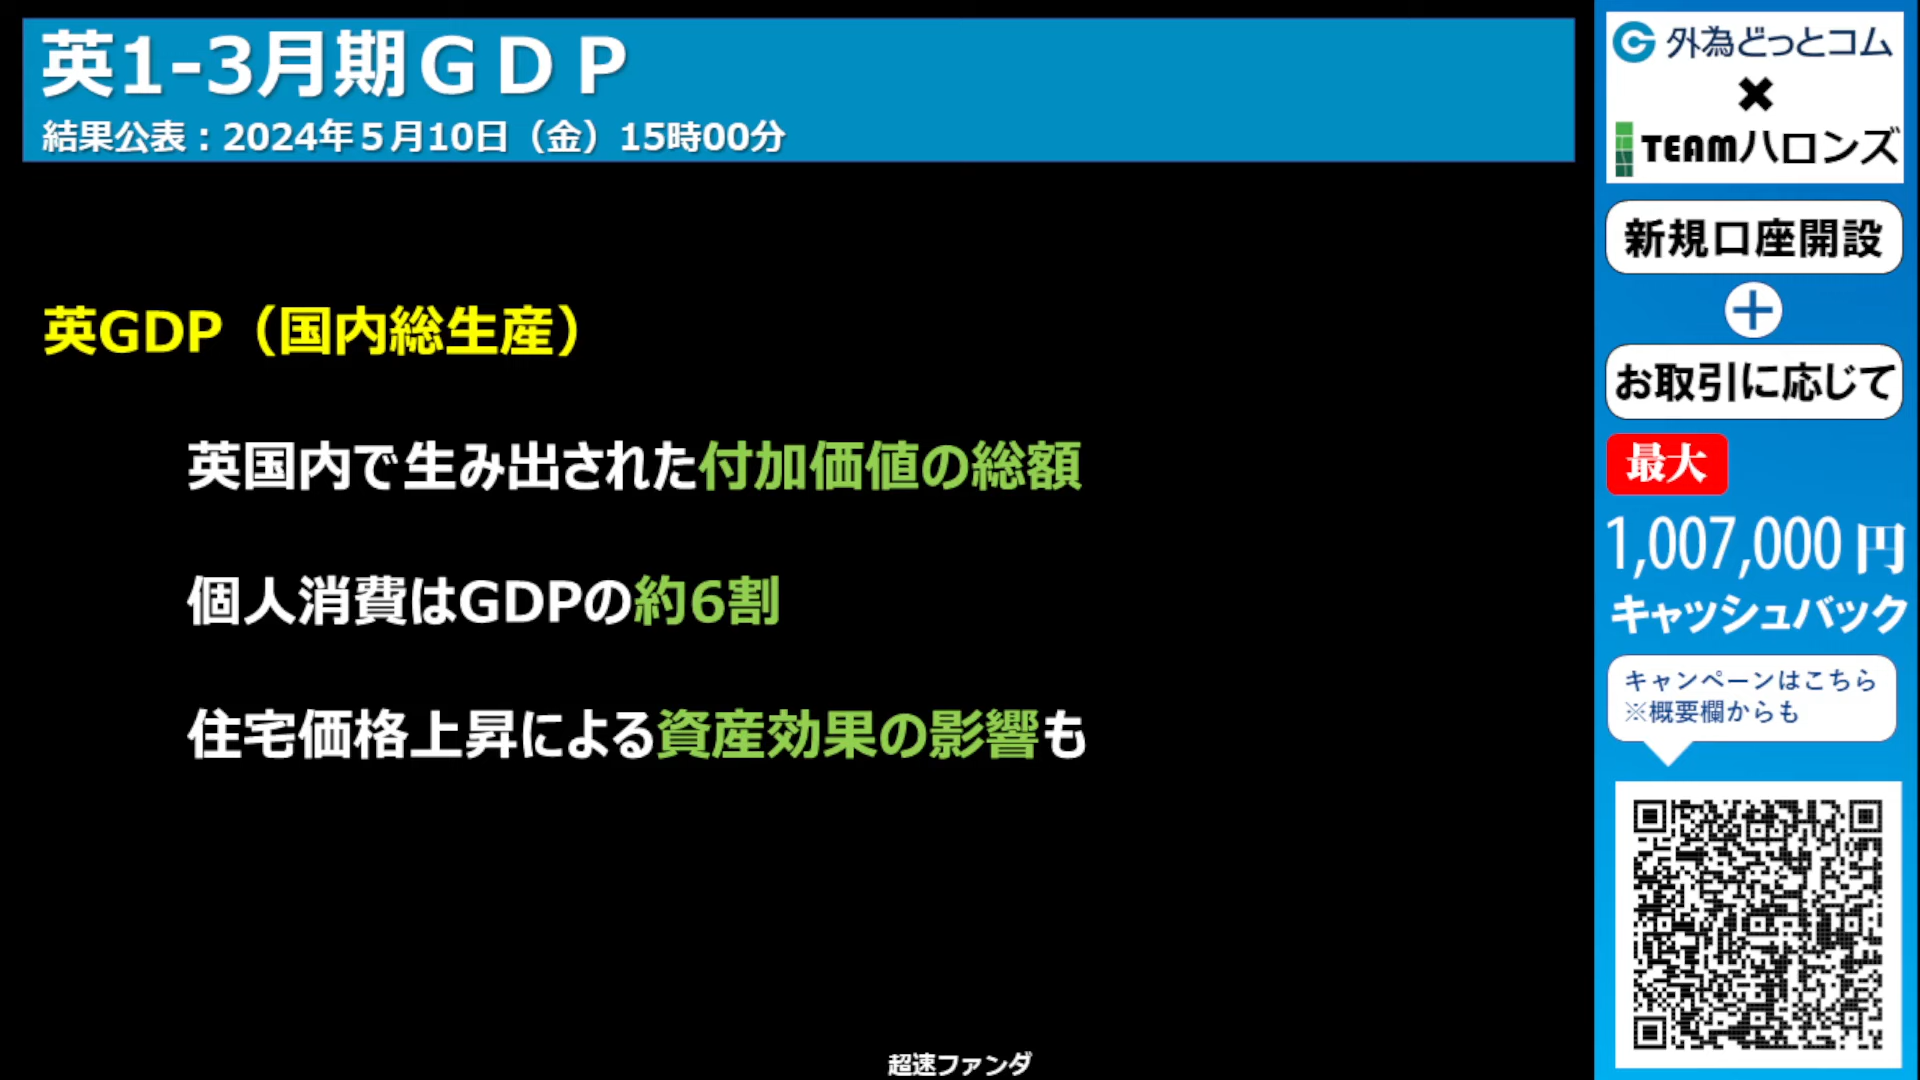 英1-3月期ＧＤＰ
結果公表：2024年５月10日（金）15時00分
英GDP（国内総生産）
英国内で生み出された付加価値の総額
個人消費はGDPの約6割
住宅価格上昇による資産効果の影響も
超速ファンダ
外為どっとコム
✖
TEAMハロンズ
新規口座開設
＋
お取引に応じて
最大
1,007,000円
キャッシュバック
キャンペーンはこちら
※概要欄からも